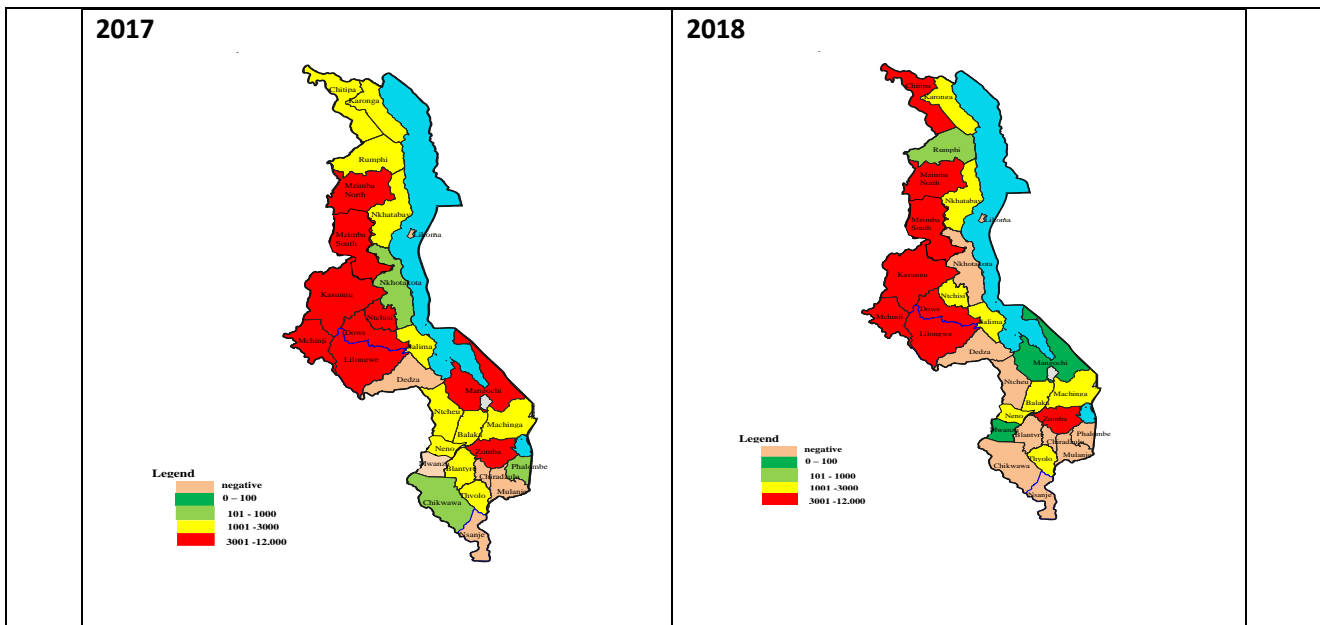 2017
Chitipa
Karonga
Rumphi
Mzimba
North
Nkhatabay
Likoma
Mzimba
South
Nkhotakota
Kasungu
Ntchisi
Dowa
Mchinji
Lilongwe
Salima
Dedza
Mangochi
Ntcheu
Machinga
Balaka
Neno
Zomba
Mwanza
Blantyre
Phalombe
Chiradzulu
Mulanje
Chikwawa
Thyolo
Nsanje
Legend
negative
0 – 100
101 - 1000
1001 -3000
3001 -12.000
2018
Chitipa
Karonga
Rumphi
Mzimba
North
Nkhatabay
Likoma
Mzimba
South
Nkhotakota
Kasungu
Ntchisi
Dowa
Mchinji
Salima
Lilongwe
Dedza
Mangochi
Ntcheu
Machinga
Balaka
Neno
Zomba
Mwanza
Blantyre
Phalombe
Chiradzulu
Mulanje
Thyolo
Chikwawa
Nsanje
Legend
negative
0 – 100
101 - 1000
1001 -3000
3001 -12.000